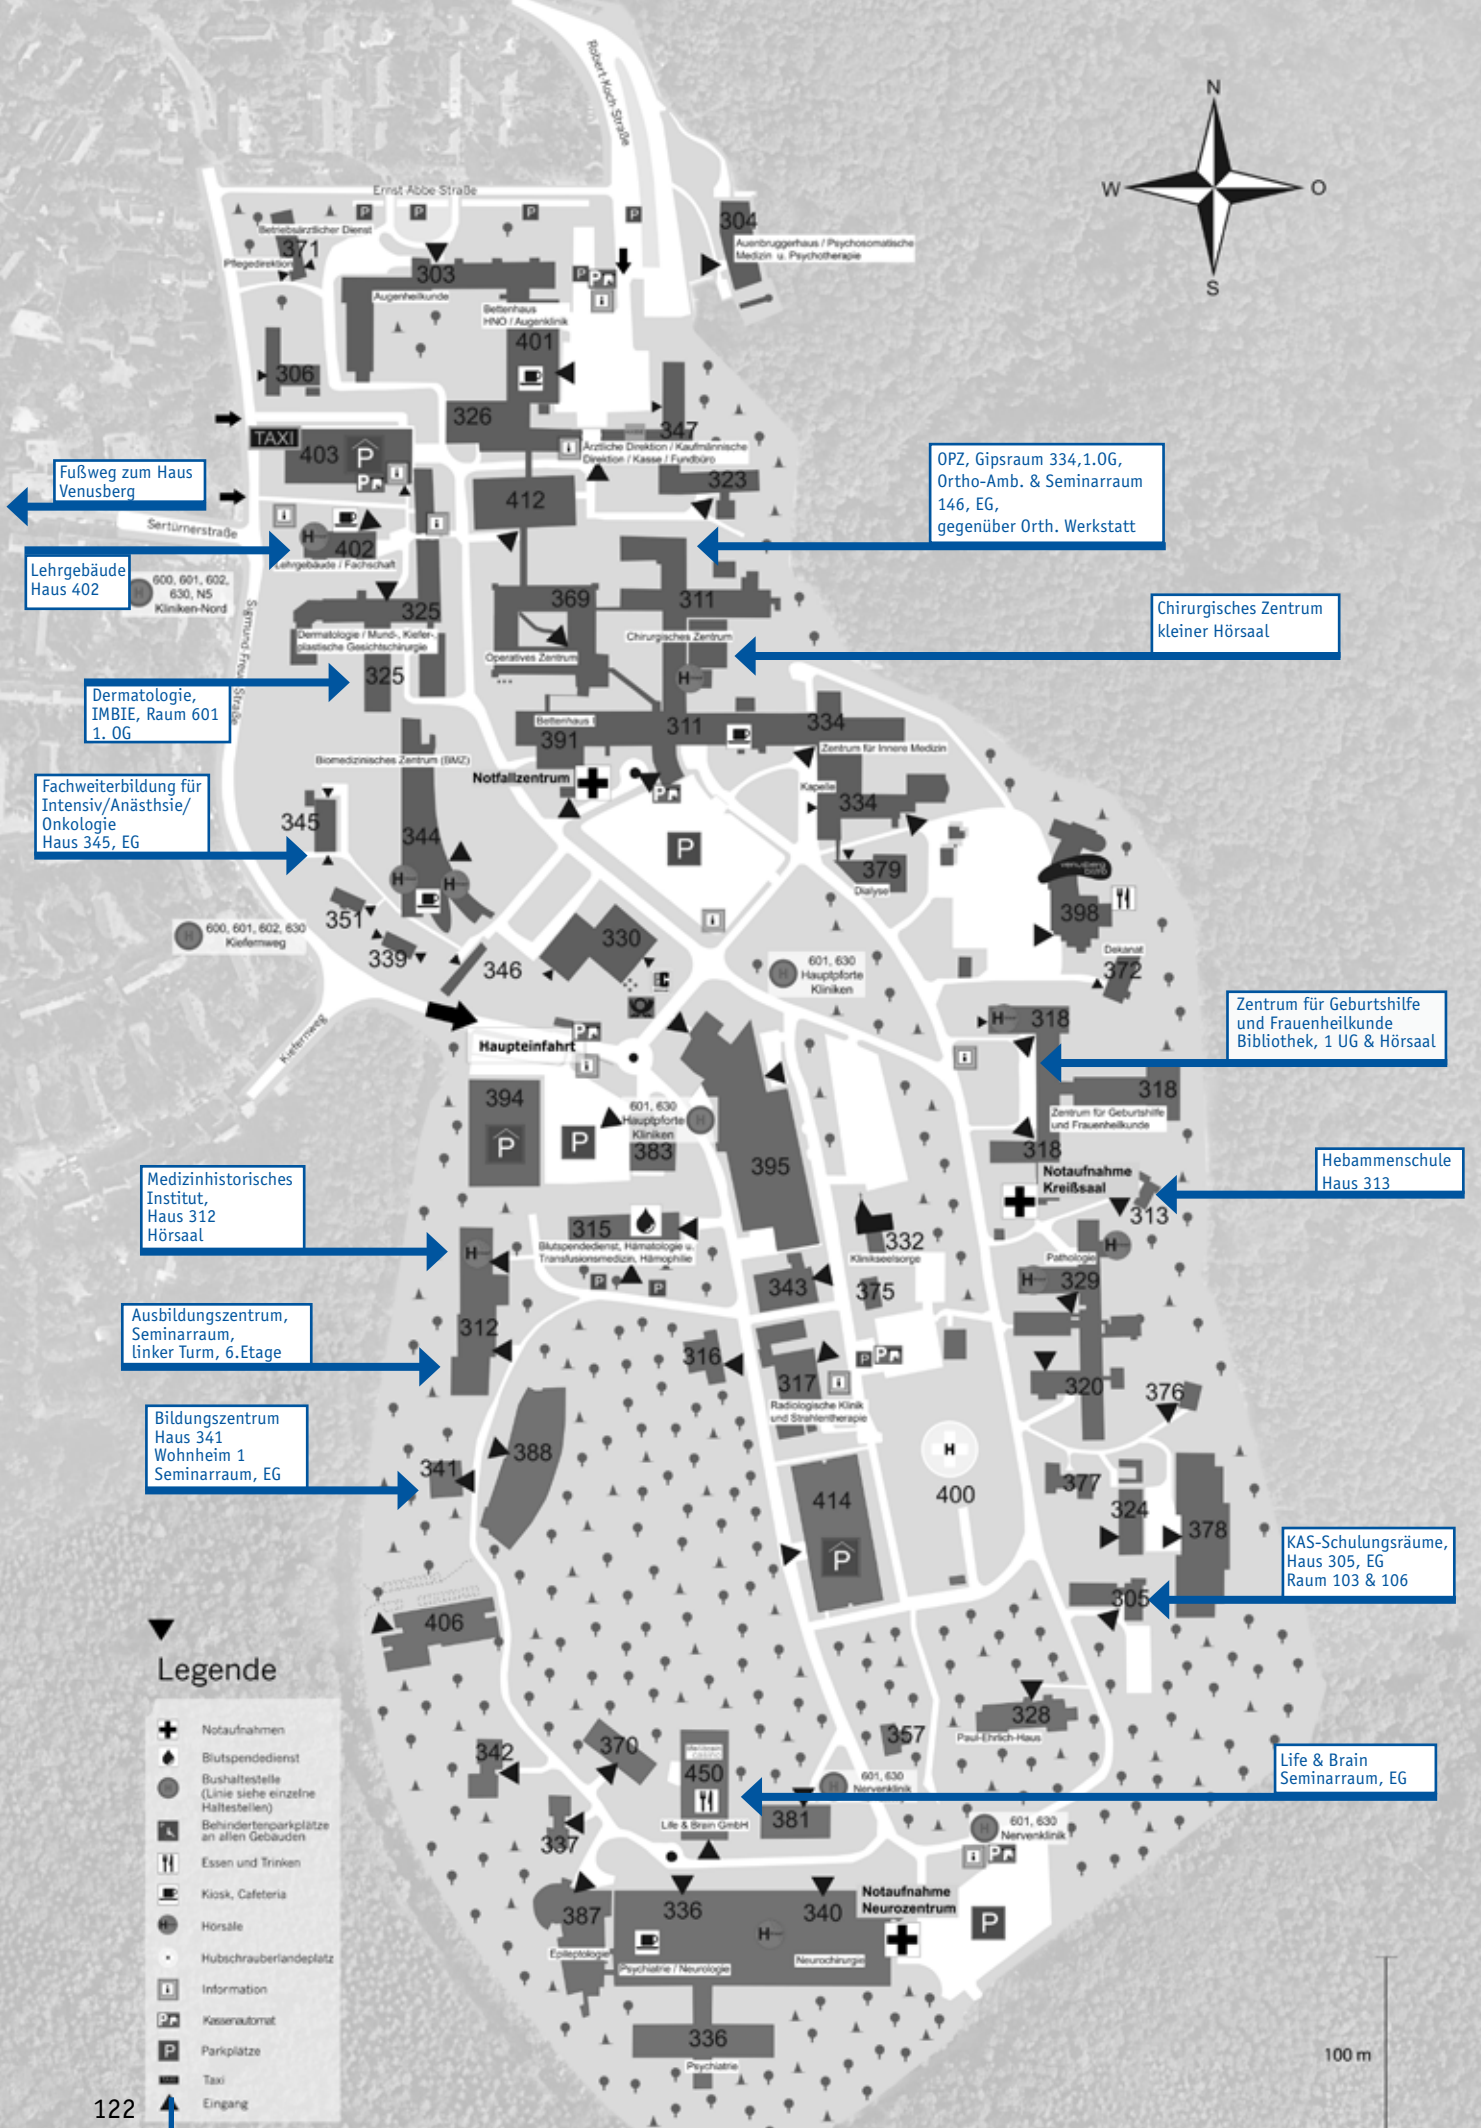 Robert-Koch-Straße
N
W
O
S
Ernst-Abbe-Straße
Betriebsärztlicher Dienst
371
Pflegedirektion
303
Augenheilkunde
304
Auenbruggerhaus / Psychosomatische
Medizin u. Psychotherapie
Bettenhaus
HNO / Augenklinik
401
306
326
347
TAXI
403
Ärztliche Direktion / Kaufmännische
Direktion / Kasse / Fundbüro
323
412
Fußweg zum Haus
Venusberg
OPZ, Gipsraum 334,1.OG,
Ortho-Amb. & Seminarraum
146, EG,
gegenüber Orth. Werkstatt
Sertürnerstraße
402
Lehrgebäude / Fachschaft
Lehrgebäude
Haus 402
600, 601, 602,
630, N5
Kliniken-Nord
Sigmund-Freud-Straße
325
Dermatologie / Mund-, Kiefer-,
plastische Gesichtschirurgie
325
369
Operatives Zentrum
311
Chirurgisches Zentrum
Chirurgisches Zentrum
kleiner Hörsaal
Dermatologie,
IMBIE, Raum 601
1. OG
Bettenhaus I
391
311
334
Zentrum für Innere Medizin
Biomedizinisches Zentrum (BMZ)
Notfallzentrum
Kapelle
334
Fachweiterbildung für
Intensiv/Anästhsie/
Onkologie
Haus 345, EG
345
344
P
379
Dialyse
venusberg
bistro
398
351
339
346
330
Dekanat
372
600, 601, 602, 630
Kiefernweg
601, 630
Hauptpforte
Kliniken
Kiefernweg
Haupteinfahrt
318
Zentrum für Geburtshilfe
und Frauenheilkunde
Bibliothek, 1 UG & Hörsaal
318
Zentrum für Geburtshilfe
und Frauenheilkunde
318
394
P
P
601, 630
Hauptpforte
Kliniken
383
395
Notaufnahme
Kreißsaal
Hebammenschule
Haus 313
313
Medizinhistorisches
Institut,
Haus 312
Hörsaal
315
Blutspendedienst, Hämatologie u.
Transfusionsmedizin, Hämophilie
332
Klinikseelsorge
Pathologie
329
343
375
Ausbildungszentrum,
Seminarraum,
linker Turm, 6.Etage
312
316
317
Radiologische Klinik
und Strahlentherapie
320
376
Bildungszentrum
Haus 341
Wohnheim 1
Seminarraum, EG
341
388
H
400
414
P
377
324
378
KAS-Schulungsräume,
Haus 305, EG
Raum 103 & 106
305
406
328
Paul-Ehrlich-Haus
357
342
370
450
Life & Brain GmbH
601, 630
Nervenklinik
Life & Brain
Seminarraum, EG
381
337
601, 630
Nervenklinik
387
Epileptologie
336
Psychiatrie / Neurologie
340
Neurochirurgie
Notaufnahme
Neurozentrum
P
336
Psychiatrie
Legende
Notaufnahmen
Blutspendedienst
Bushaltestelle
(Linie siehe einzelne
Haltestellen)
Behindertenparkplätze
an allen Gebäuden
Essen und Trinken
Kiosk, Cafeteria
Hörsäle
Hubschrauberlandeplatz
Information
Kassenautomat
Parkplätze
Taxi
Eingang
100 m
122